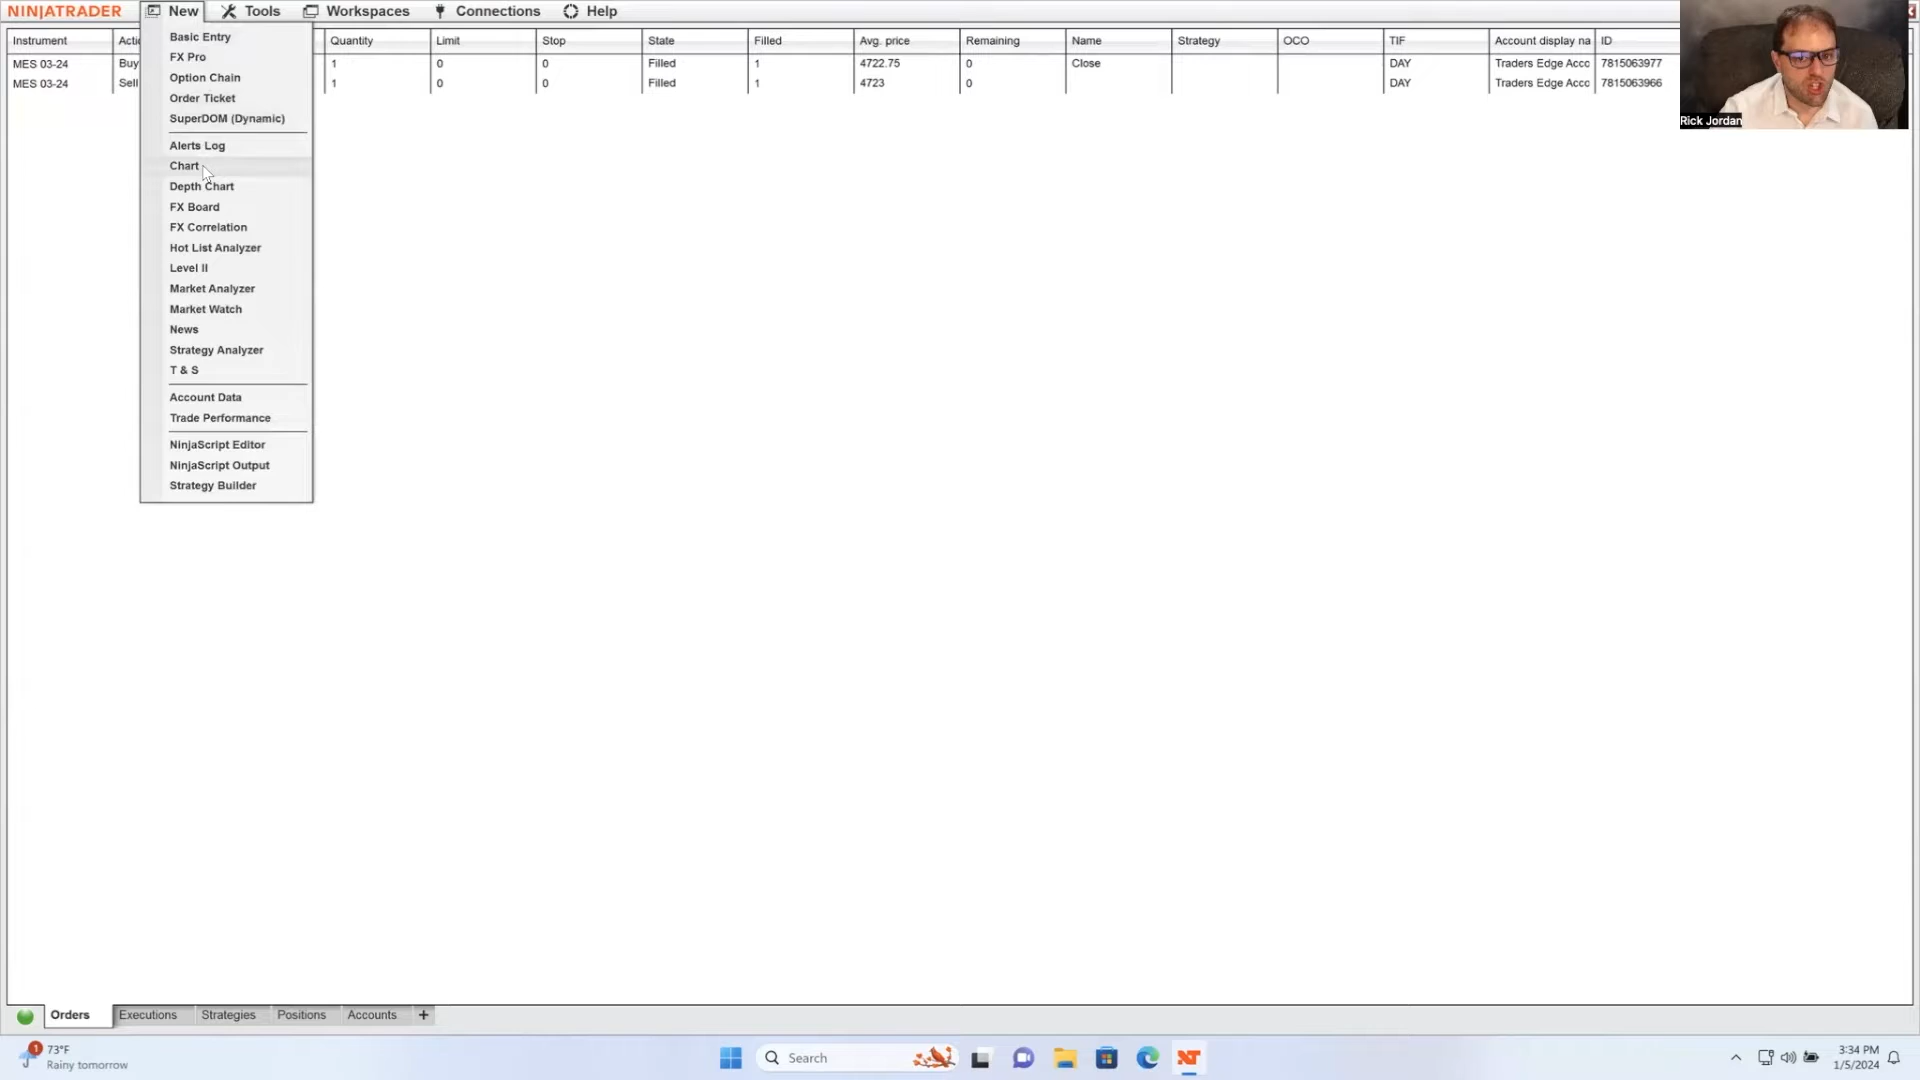 NINJATRADER New Tools Workspaces Connections Help
Instrument Quantity Limit Stop State Filled Avg. price Remaining Name Strategy OCO TIF Account display na ID
MES 03-24 Buy 1 0 0 Filled 1 4722.75 0 Close DAY Traders Edge Acco 7815063977
MES 03-24 Sell 1 0 0 Filled 1 4723 0 DAY Traders Edge Acco 7815063966
Basic Entry
FX Pro
Option Chain
Order Ticket
SuperDOM (Dynamic)
Alerts Log
Chart
Depth Chart
FX Board
FX Correlation
Hot List Analyzer
Level II
Market Analyzer
Market Watch
News
Strategy Analyzer
T & S
Account Data
Trade Performance
NinjaScript Editor
NinjaScript Output
Strategy Builder
Rick Jordan
Orders Executions Strategies Positions Accounts +
1
73°F
Rainy tomorrow
Search
3:34 PM
1/5/2024